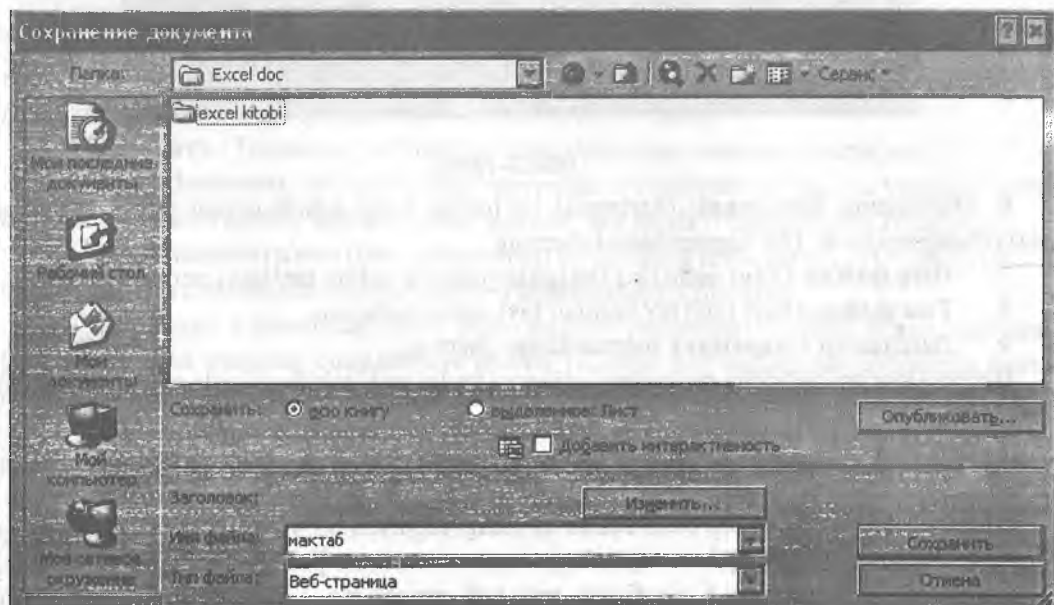 Сохранение документа
Папка:
Excel doc
Сервис
excel kitobi
Мои последние
документы
Рабочий стол
Мои
документы
Мой
компьютер
Мое сетевое
окружение
Сохранить:
всю книгу
выделенное: Лист
Опубликовать...
Добавить интерактивность
Заголовок:
Изменить...
Имя файла:
мактаб
Сохранить
Тип файла:
Веб-страница
Отмена